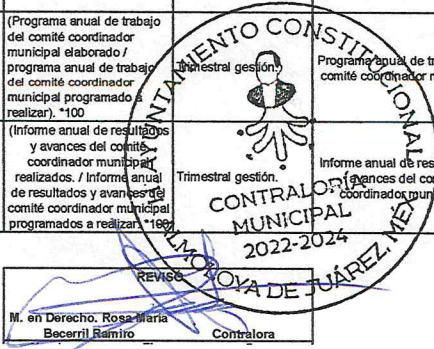 (Programa anual de trabajo
del comité coordinador
municipal elaborado /
programa anual de trabajo
del comité coordinador
municipal programado a
realizar). *100
Trimestral gestión.
Programa anual de tr
comité coordinador m
(Informe anual de resultados
y avances del comité
coordinador municipal
realizados. / Informe anual
de resultados y avances del
comité coordinador municipal
programados a realizar. *100
Trimestral gestión.
Informe anual de res
avances del co
coordinador mun
AYUNTAMIENTO CONSTITUCIONAL
CONTRALORÍA
MUNICIPAL
2022-2024
ALMOLOYA DE JUÁREZ, MEX
REVISÓ
M. en Derecho. Rosa María
Becerril Ramiro
Contralora